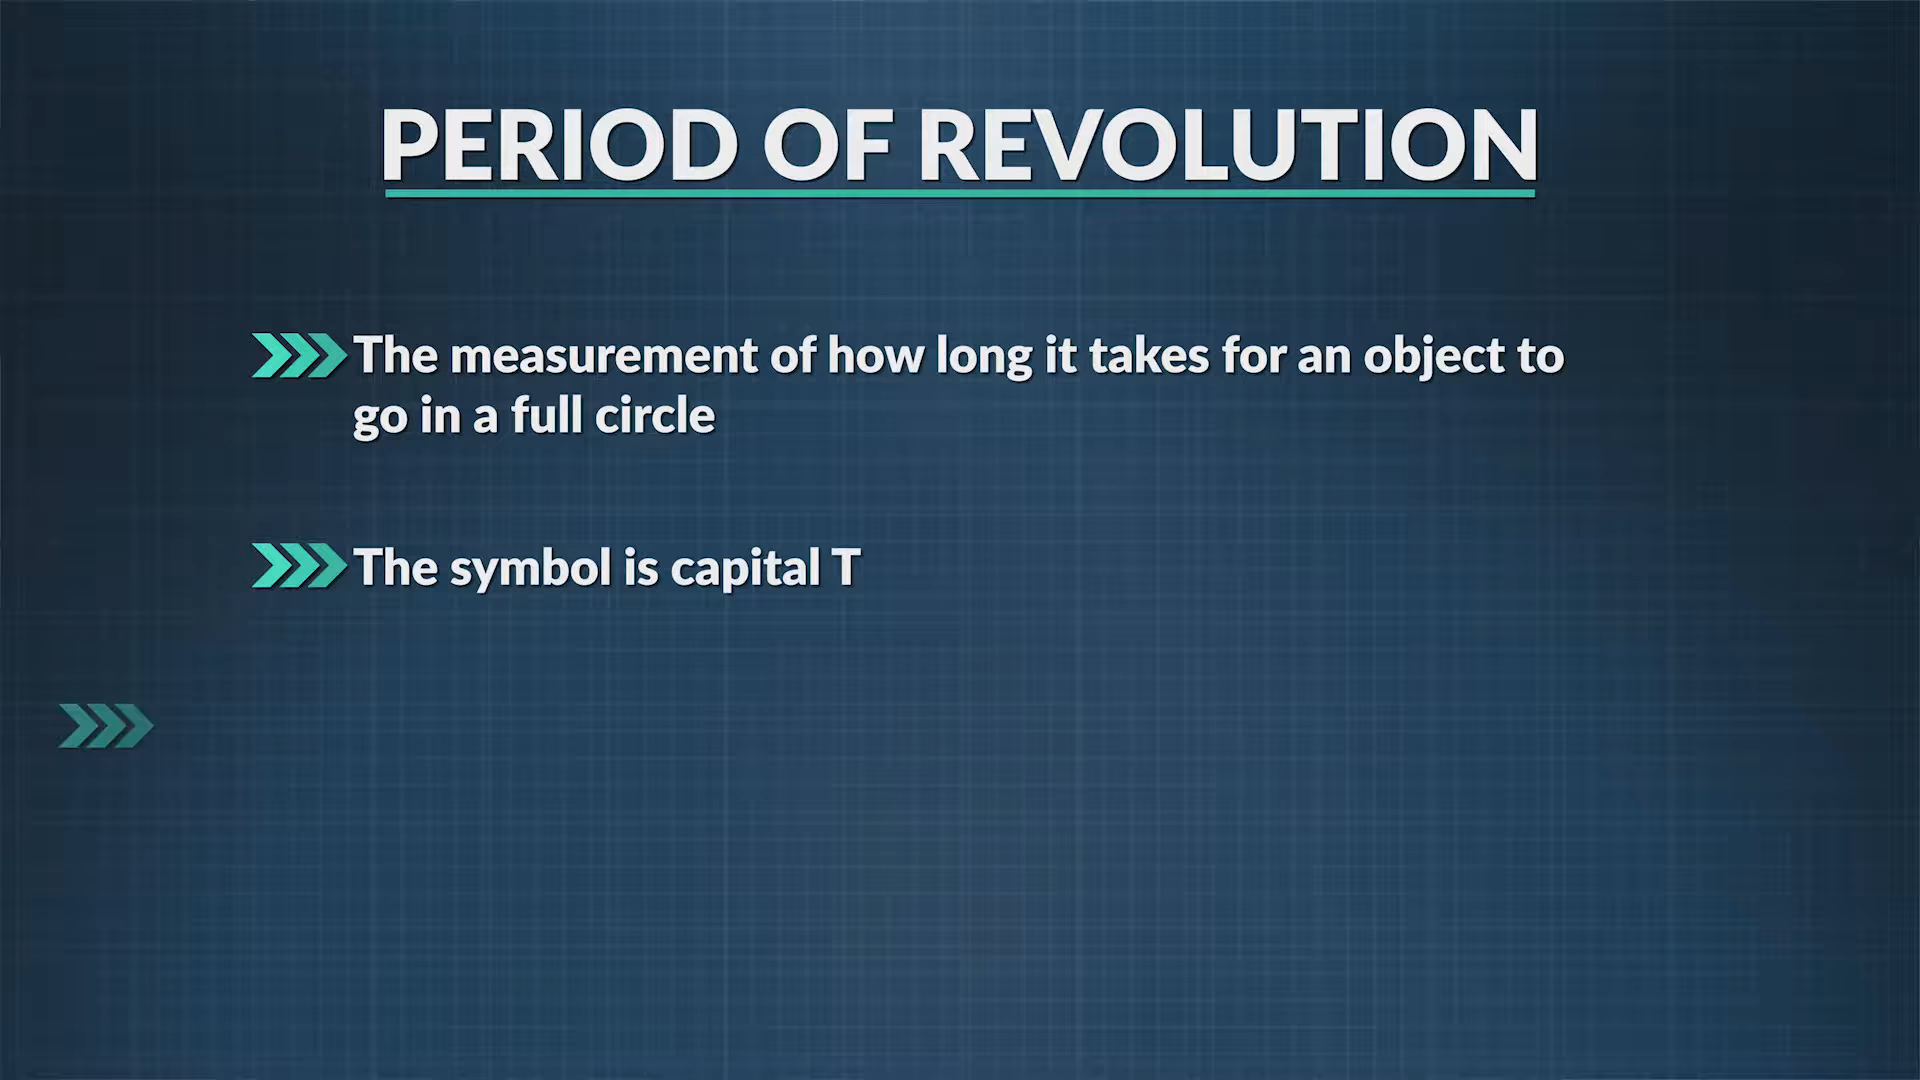 PERIOD OF REVOLUTION
The measurement of how long it takes for an object to
go in a full circle
The symbol is capital T